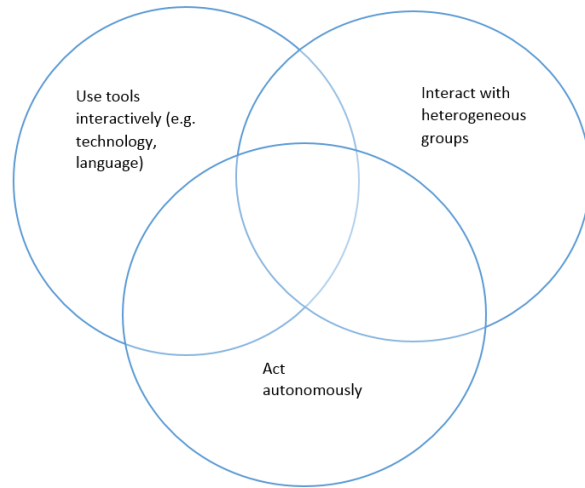 Use tools
interactively (e.g.
technology,
language)
Interact with
heterogeneous
groups
Act
autonomously